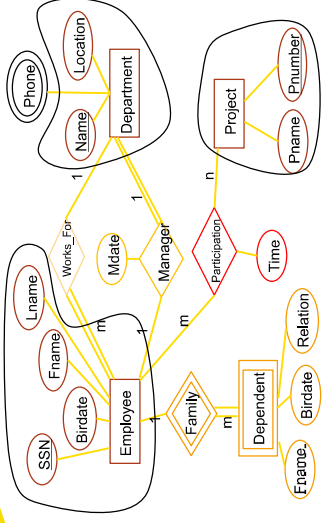 SSN
Birdate
Fname
Lname
Employee
Works_For
m
1
Phone
Name
Location
Department
Mdate
Manager
1
1
Participation
m
n
Time
Project
Pname
Pnumber
Family
1
m
Dependent
Fname
Birdate
Relation